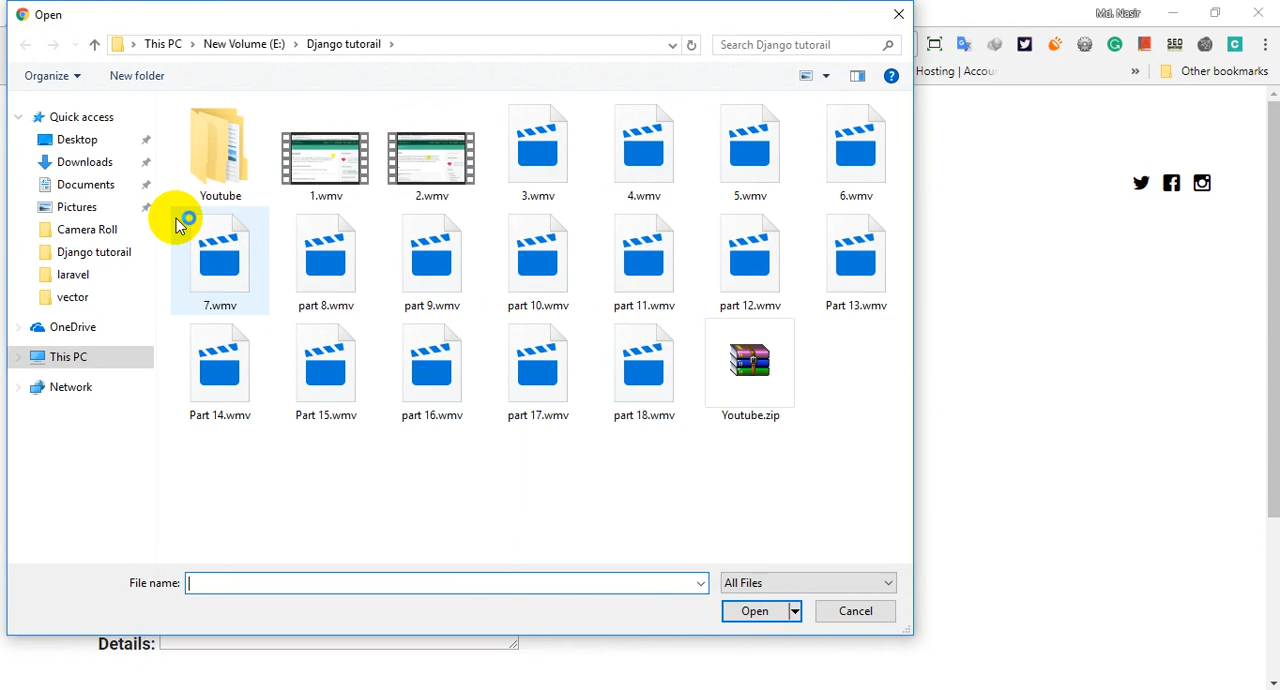 Open
Md. Nasir
This PC
New Volume (E:)
Django tutorail
Search Django tutorail
Organize
New folder
Hosting | Accou
»
Other bookmarks
Quick access
Desktop
Downloads
Documents
Pictures
Camera Roll
Django tutorail
laravel
vector
OneDrive
This PC
Network
Youtube
1.wmv
2.wmv
3.wmv
4.wmv
5.wmv
6.wmv
7.wmv
part 8.wmv
part 9.wmv
part 10.wmv
part 11.wmv
part 12.wmv
Part 13.wmv
Part 14.wmv
Part 15.wmv
part 16.wmv
part 17.wmv
part 18.wmv
Youtube.zip
SEO
File name:
All Files
Open
Cancel
Details: